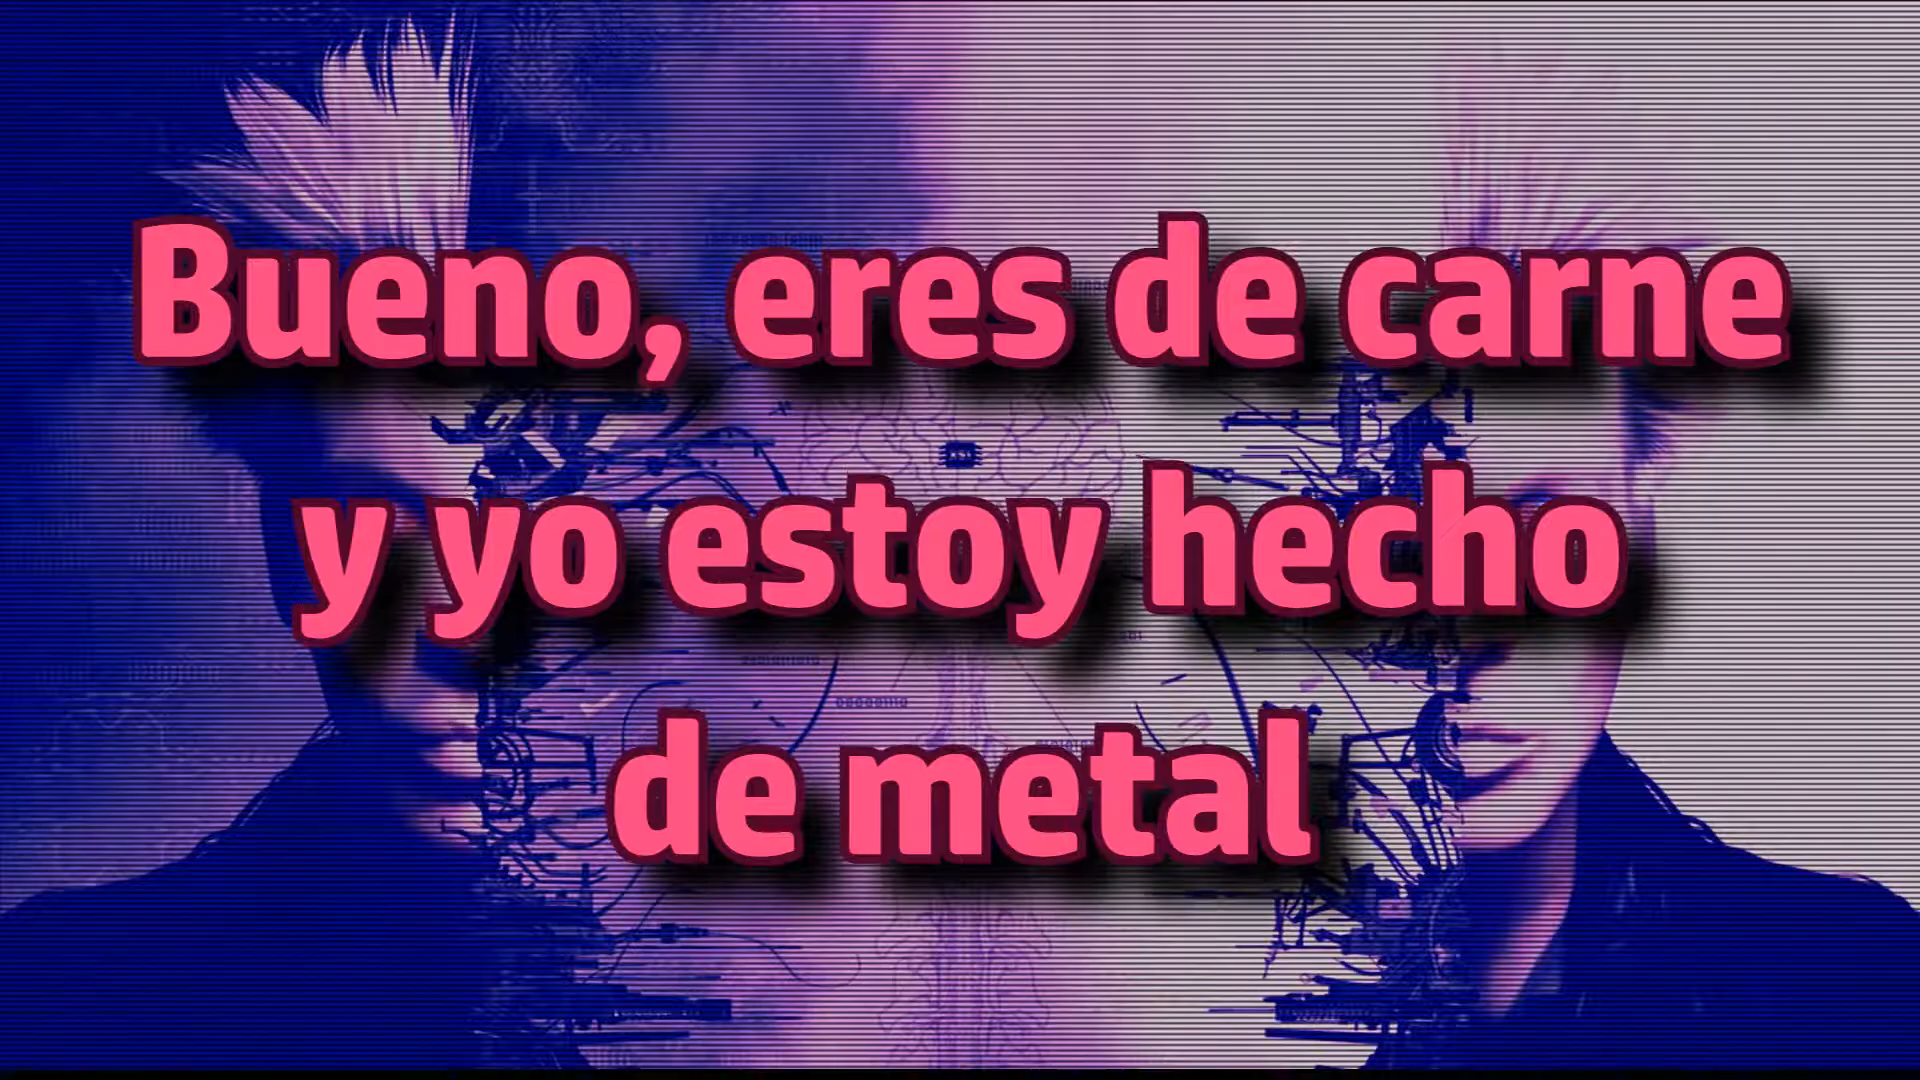 Bueno, eres de carne
y yo estoy hecho
de metal